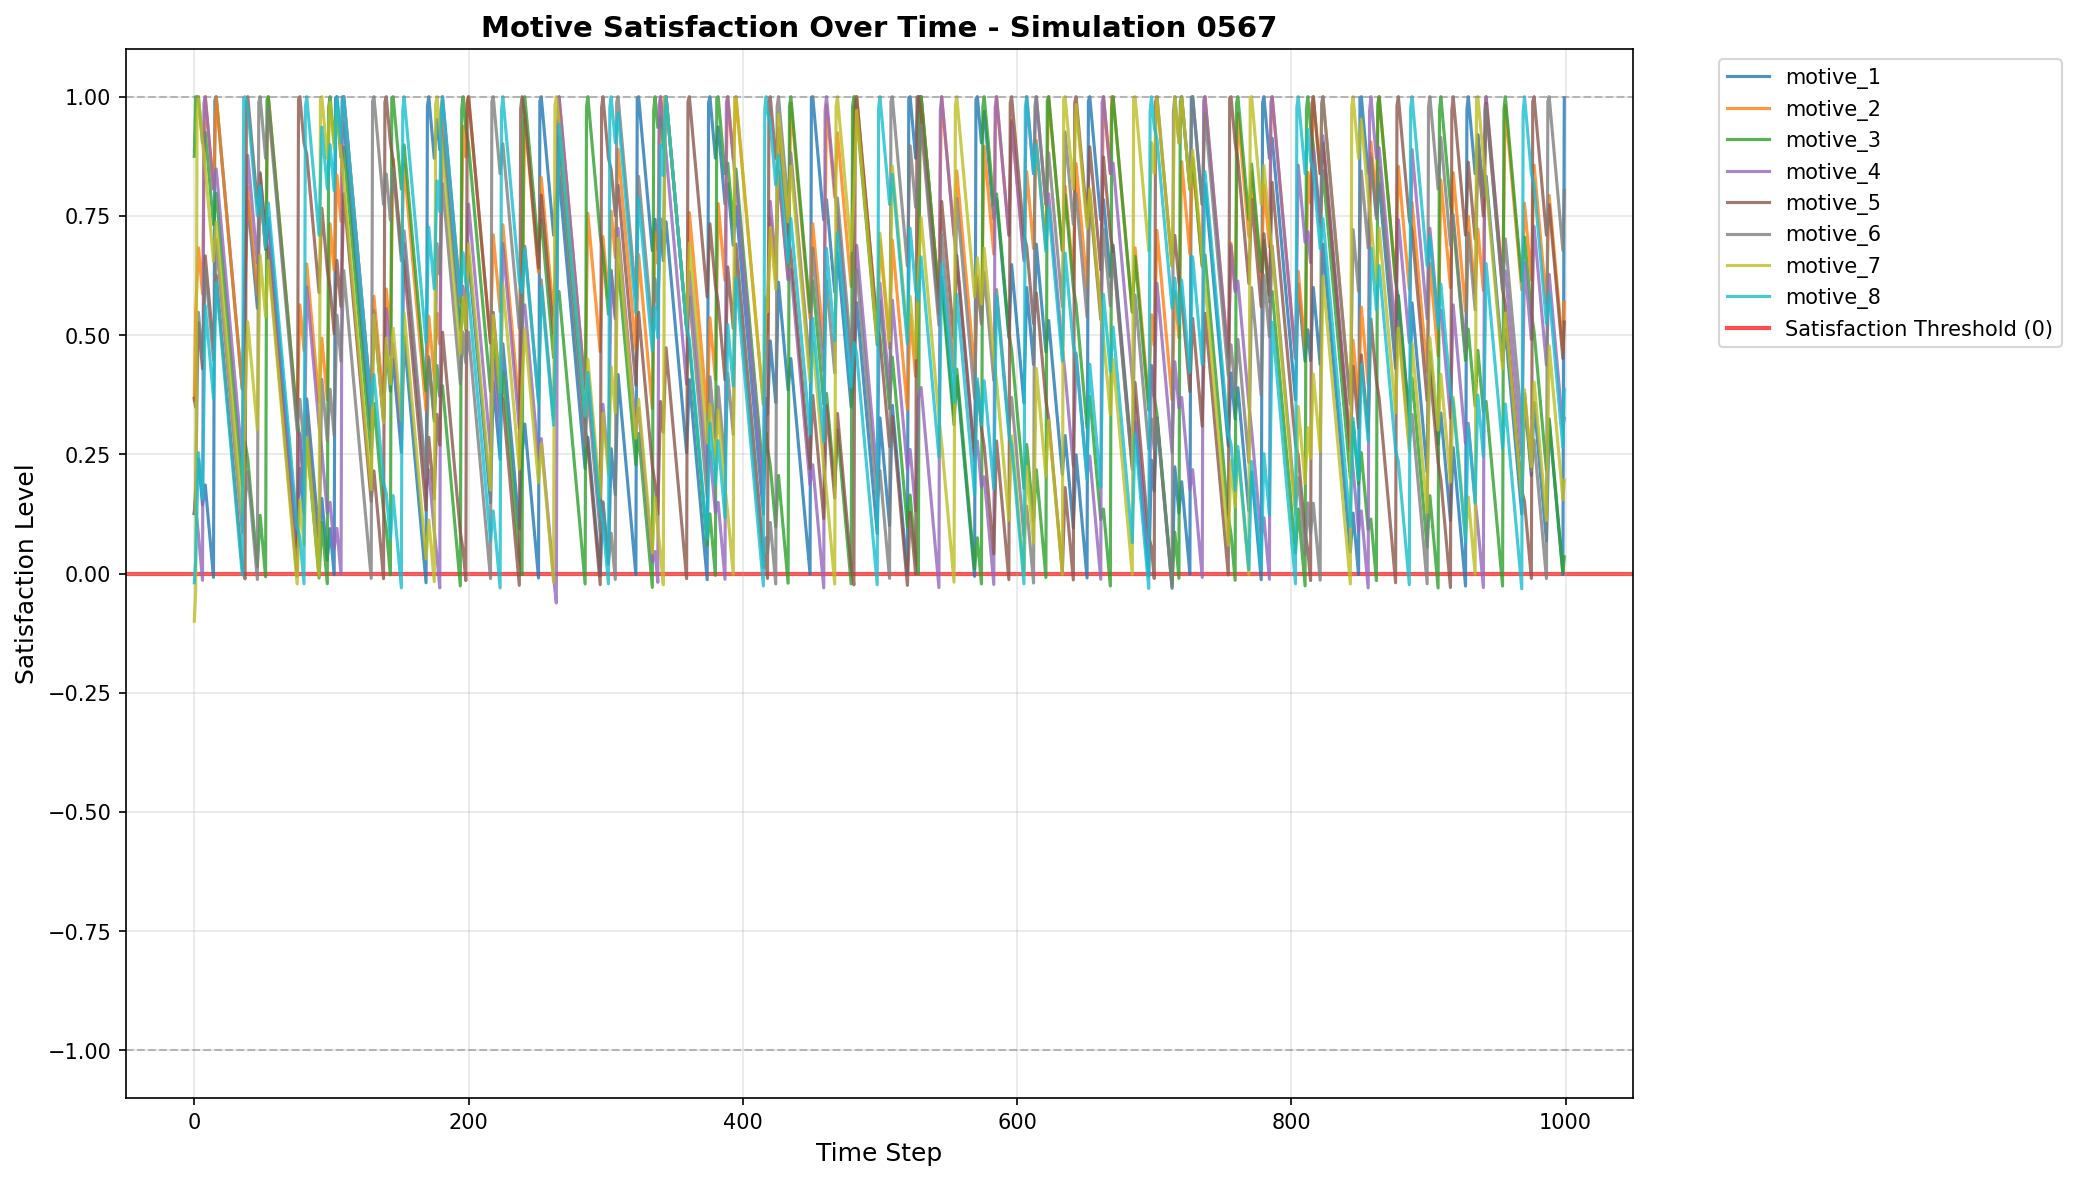 Motive Satisfaction Over Time - Simulation 0567
Satisfaction Level
1.00
0.75
0.50
0.25
0.00
−0.25
−0.50
−0.75
−1.00
0
200
400
600
800
1000
Time Step
motive_1
motive_2
motive_3
motive_4
motive_5
motive_6
motive_7
motive_8
Satisfaction Threshold (0)